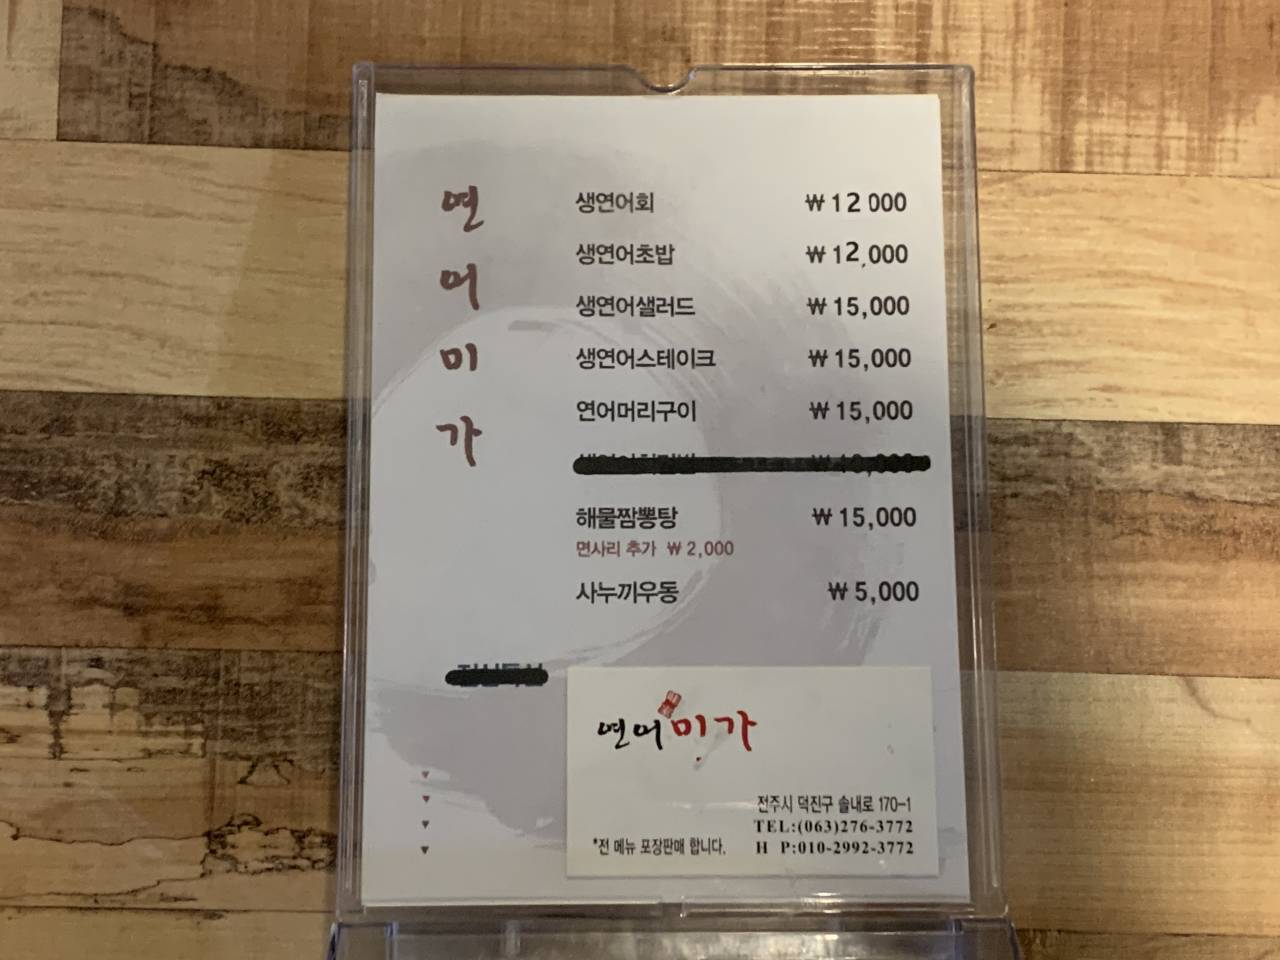 연어미가
생연어회 ₩12,000
생연어초밥 ₩12,000
생연어샐러드 ₩15,000
생연어스테이크 ₩15,000
연어머리구이 ₩15,000
해물짬뽕탕 ₩15,000
면사리 추가 ₩2,000
사누끼우동 ₩5,000
연어미가
전주시 덕진구 솔내로 170-1
TEL:(063)276-3772
*전 메뉴 포장판매 합니다. H P:010-2992-3772